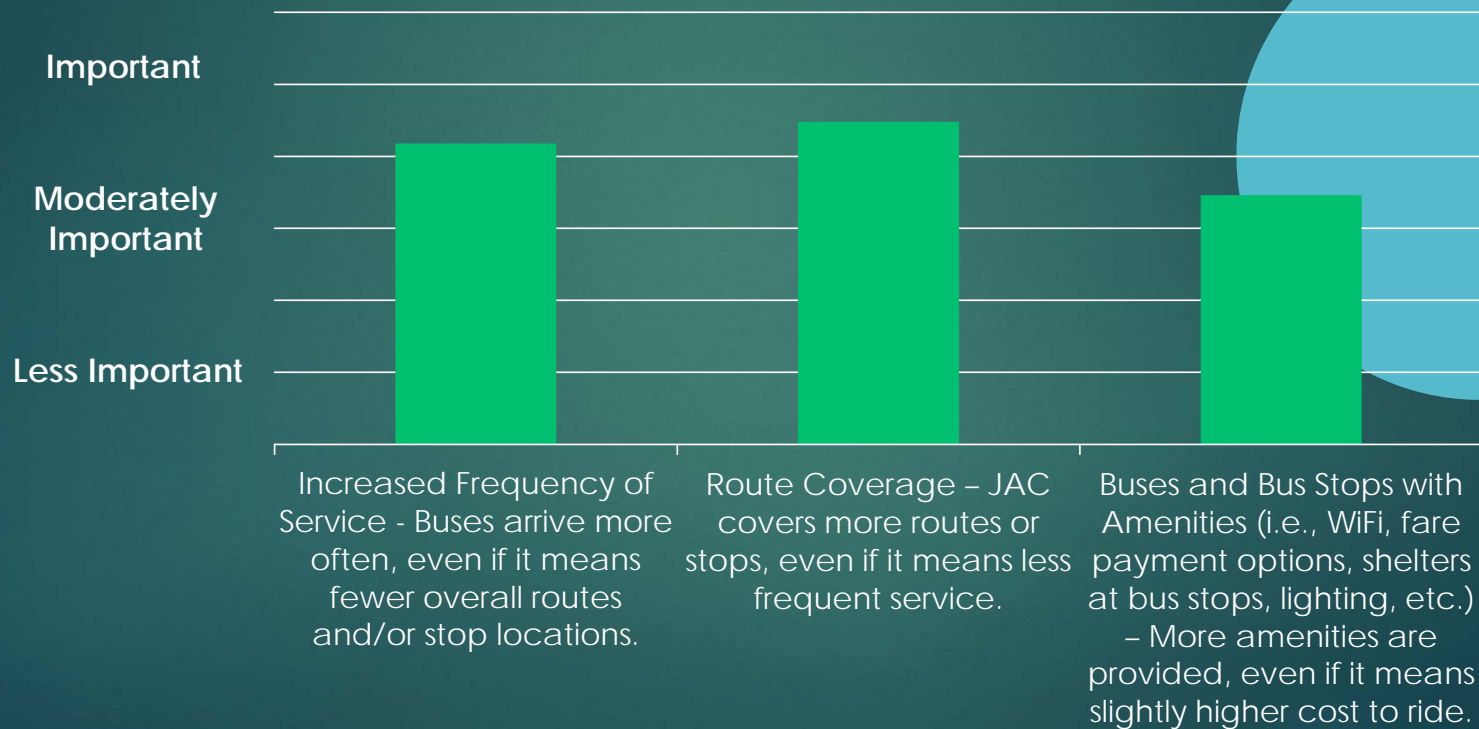 Important
Moderately
Important
Less Important
Increased Frequency of
Service - Buses arrive more
often, even if it means
fewer overall routes
and/or stop locations.
Route Coverage – JAC
covers more routes or
stops, even if it means less
frequent service.
Buses and Bus Stops with
Amenities (i.e., WiFi, fare
payment options, shelters
at bus stops, lighting, etc.)
– More amenities are
provided, even if it means
slightly higher cost to ride.